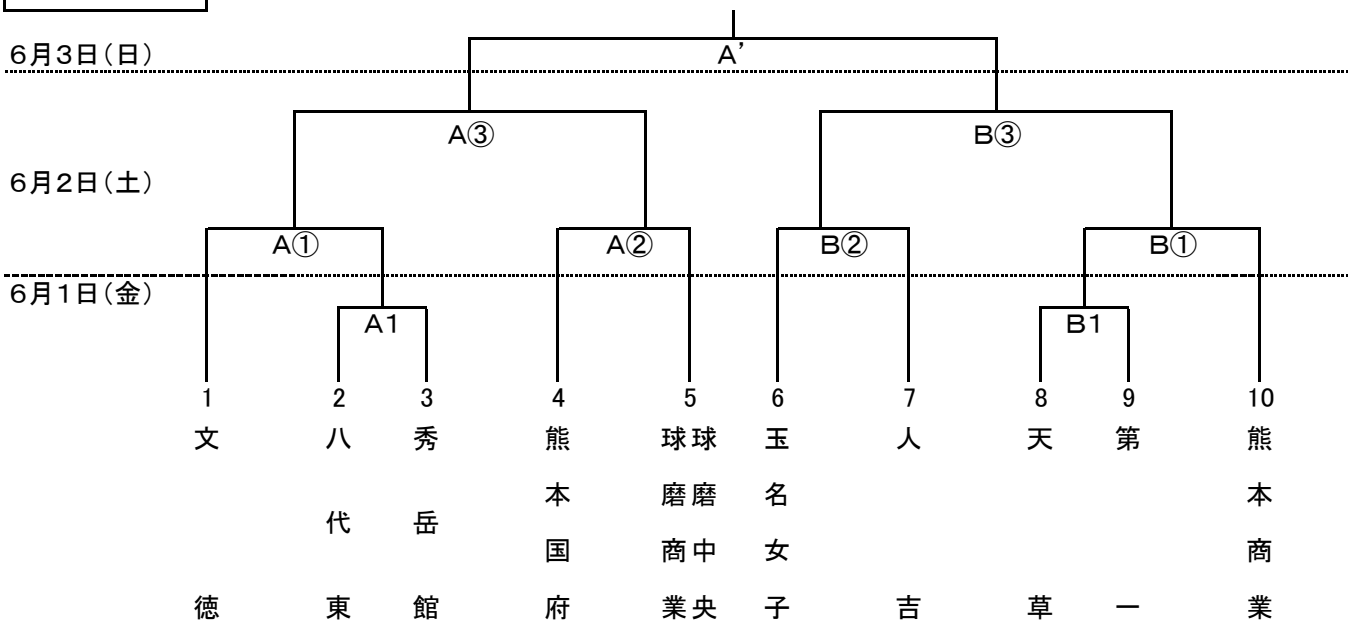 6月3日(日)
A’
A③
B③
6月2日(土)
A①
A②
B②
B①
6月1日(金)
A1
B1
1
2
3
4
5
6
7
8
9
10
文徳
八代東
秀岳館
熊本国府
球磨中央
球磨商業
玉名女子
人吉
天草
第一
熊本商業